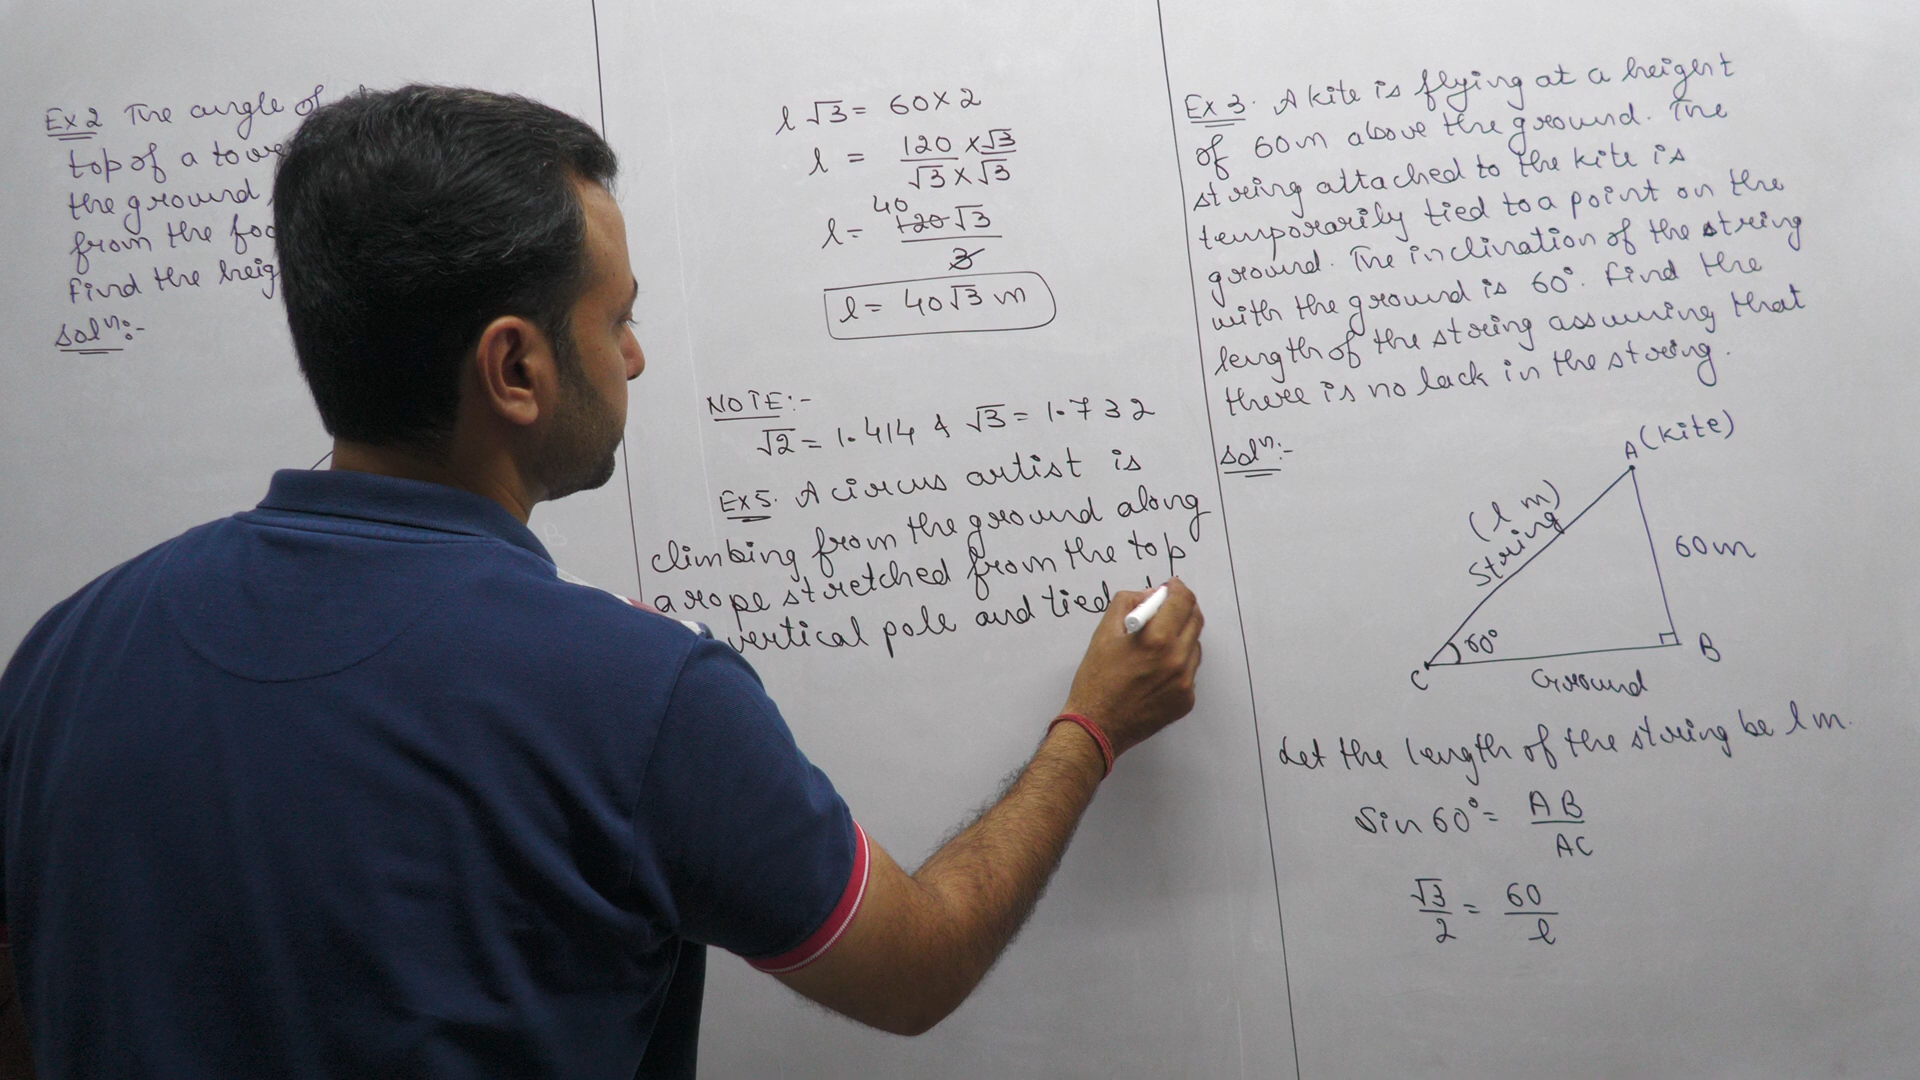 Ex 2 The angle of
top of a
the ground
from the
Find the
Solⁿ:-
l √3 = 60 × 2
l = 120 × √3
√3 × √3
40
l = 120 √3
3
l = 40√3 m
NOTE:-
√2 = 1.414 & √3 = 1.732
Ex 5. A circus artist is
climbing from the ground along
a rope stretched from the top
vertical pole and tied
Ex 3. A kite is flying at a height
of 60m above the ground. The
string attached to the kite is
temporarily tied to a point on the
ground. The inclination of the string
with the ground is 60°. Find the
length of the string assuming that
there is no lack in the string.
Solⁿ:-
A (kite)
(l m)
String
60m
60°
C
B
Ground
Let the length of the string be l m.
Sin 60° = AB
AC
√3 = 60
2 l